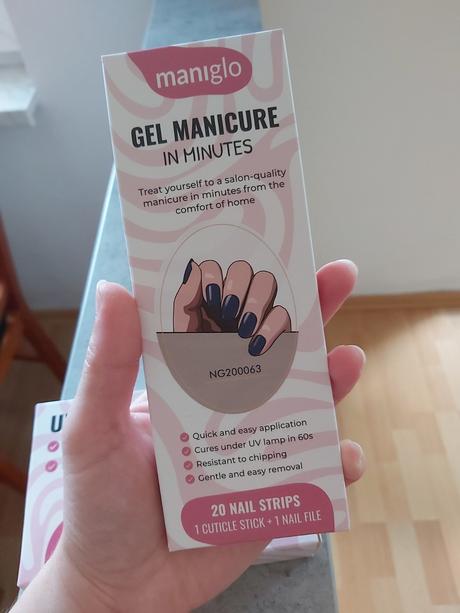 maniglo
GEL MANICURE
IN MINUTES
Treat yourself to a salon-quality
manicure in minutes from the
comfort of home
NG200063
Quick and easy application
Cures under UV lamp in 60s
Resistant to chipping
Gentle and easy removal
20 NAIL STRIPS
1 CUTICLE STICK + 1 NAIL FILE